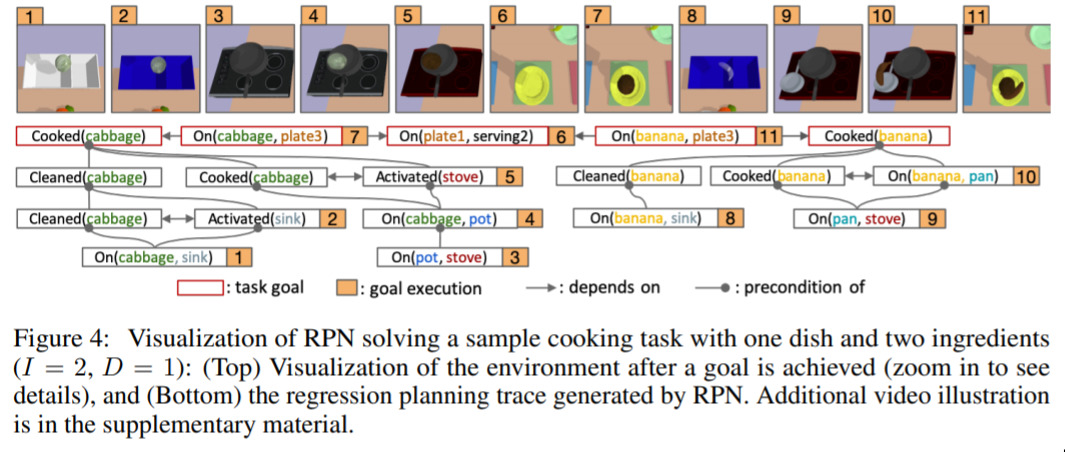 1 2 3 4 5 6 7 8 9 10 11
Cooked(cabbage) On(cabbage, plate3) 7 On(plate1, serving2) 6 On(banana, plate3) 11 Cooked(banana)
Cleaned(cabbage) Cooked(cabbage) Activated(stove) 5 Cleaned(banana) Cooked(banana) On(banana, pan) 10
Cleaned(cabbage) Activated(sink) 2 On(cabbage, pot) 4 On(banana, sink) 8 On(pan, stove) 9
On(cabbage, sink) 1 On(pot, stove) 3
: task goal : goal execution : depends on : precondition of
Figure 4: Visualization of RPN solving a sample cooking task with one dish and two ingredients
(I = 2, D = 1): (Top) Visualization of the environment after a goal is achieved (zoom in to see
details), and (Bottom) the regression planning trace generated by RPN. Additional video illustration
is in the supplementary material.